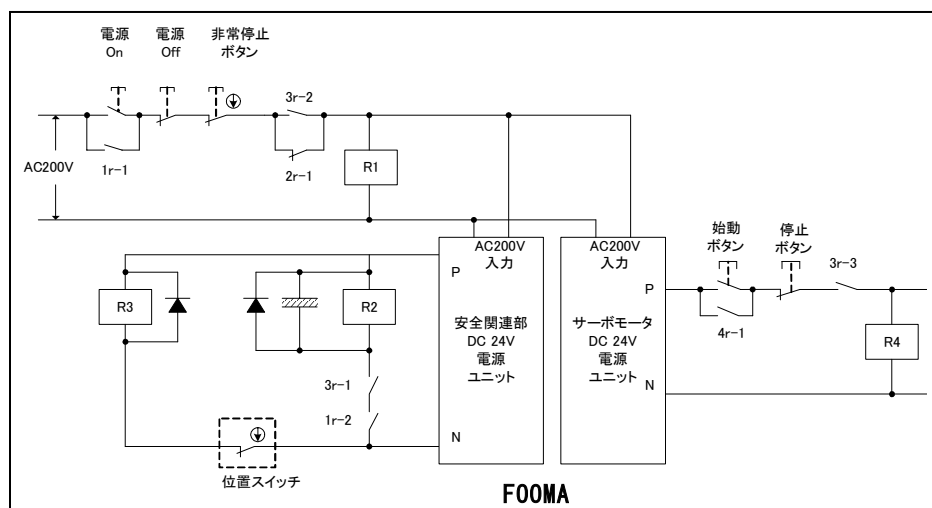 電源
On
電源
Off
非常停止
ボタン
3r-2
AC200V
1r-1
2r-1
R1
AC200V
入力
P
安全関連部
DC 24V
電源
ユニット
N
AC200V
入力
P
サーボモータ
DC 24V
電源
ユニット
N
始動
ボタン
停止
ボタン
3r-3
4r-1
R4
R3
R2
3r-1
1r-2
位置スイッチ
FOOMA